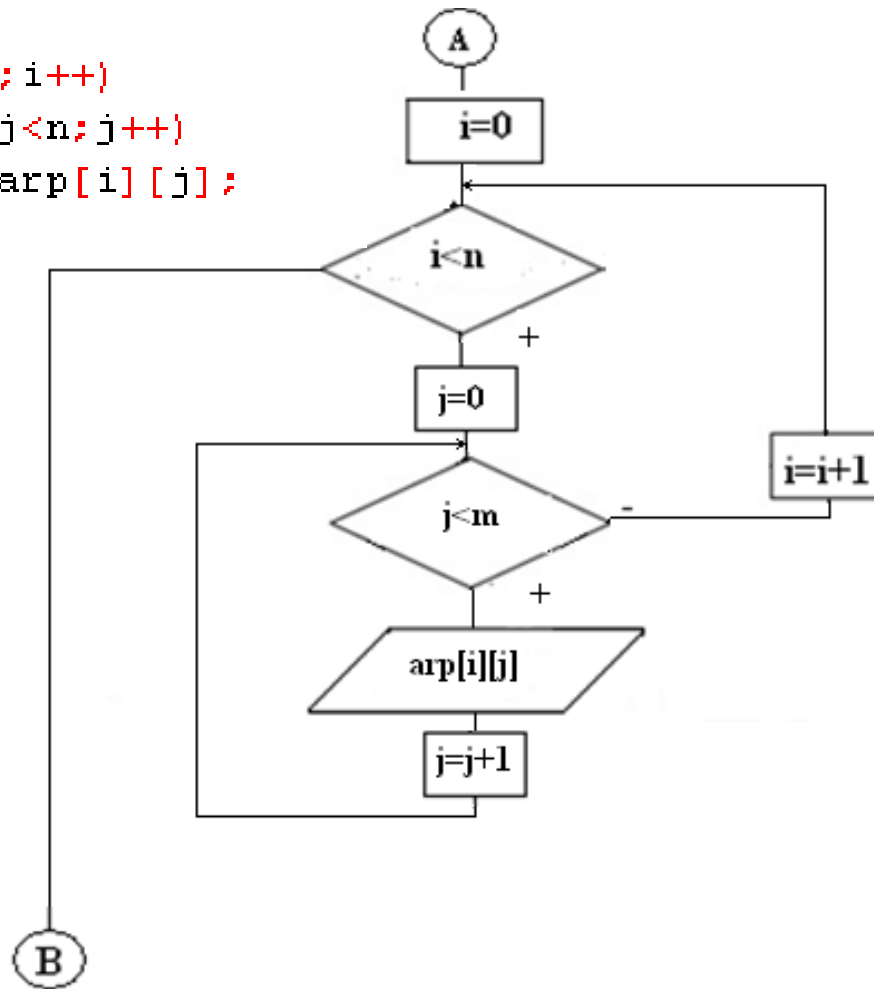 ;i++)
j<n;j++)
arp[i][j];
A
i=0
i<n
+
j=0
i=i+1
j<m
-
+
arp[i][j]
j=j+1
B